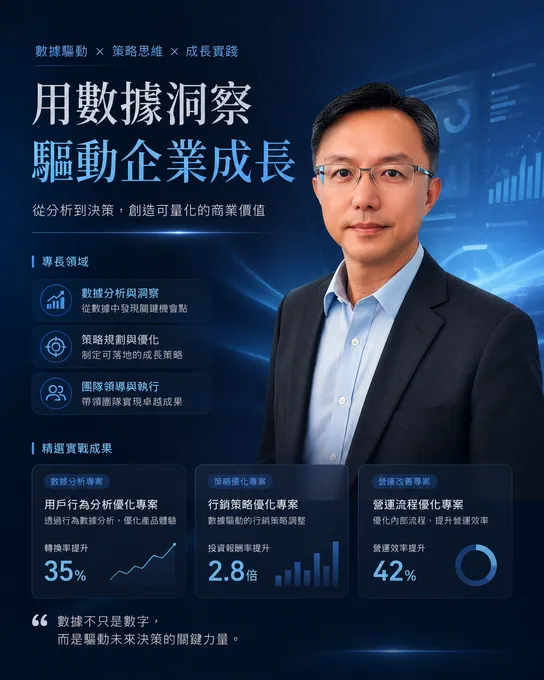 數據驅動 × 策略思維 × 成長實踐
用數據洞察
驅動企業成長
從分析到決策，創造可量化的商業價值
專長領域
數據分析與洞察
從數據中發現關鍵機會點
策略規劃與優化
制定可落地的成長策略
團隊領導與執行
帶領團隊實現卓越成果
精選實戰成果
數據分析專案
用戶行為分析優化專案
透過行為數據分析，優化產品體驗
轉換率提升
35%
策略優化專案
行銷策略優化專案
數據驅動的行銷策略調整
投資報酬率提升
2.8倍
營運改善專案
營運流程優化專案
優化內部流程，提升營運效率
營運效率提升
42%
“ 數據不只是數字，
而是驅動未來決策的關鍵力量。